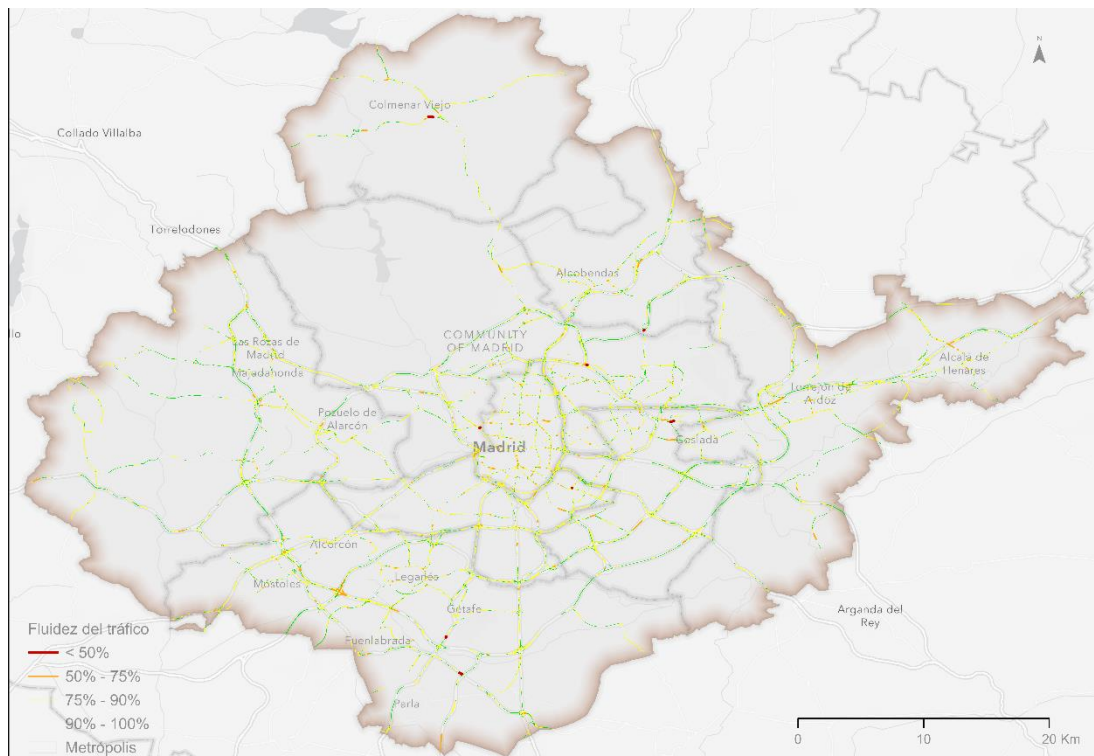 N
Colmenar Viejo
Collado Villalba
Torrelodones
Alcobendas
COMMUNITY
OF MADRID
Las Rozas de
Madrid
Majadahonda
Alcalá de
Henares
Torrejón de
Ardoz
Pozuelo de
Alarcón
Coslada
Madrid
llo
Alcorcón
Leganés
Móstoles
Getafe
Arganda del
Rey
Fuenlabrada
Parla
Fluidez del tráfico
< 50%
50% - 75%
75% - 90%
90% - 100%
Metrópolis
0 10 20 Km